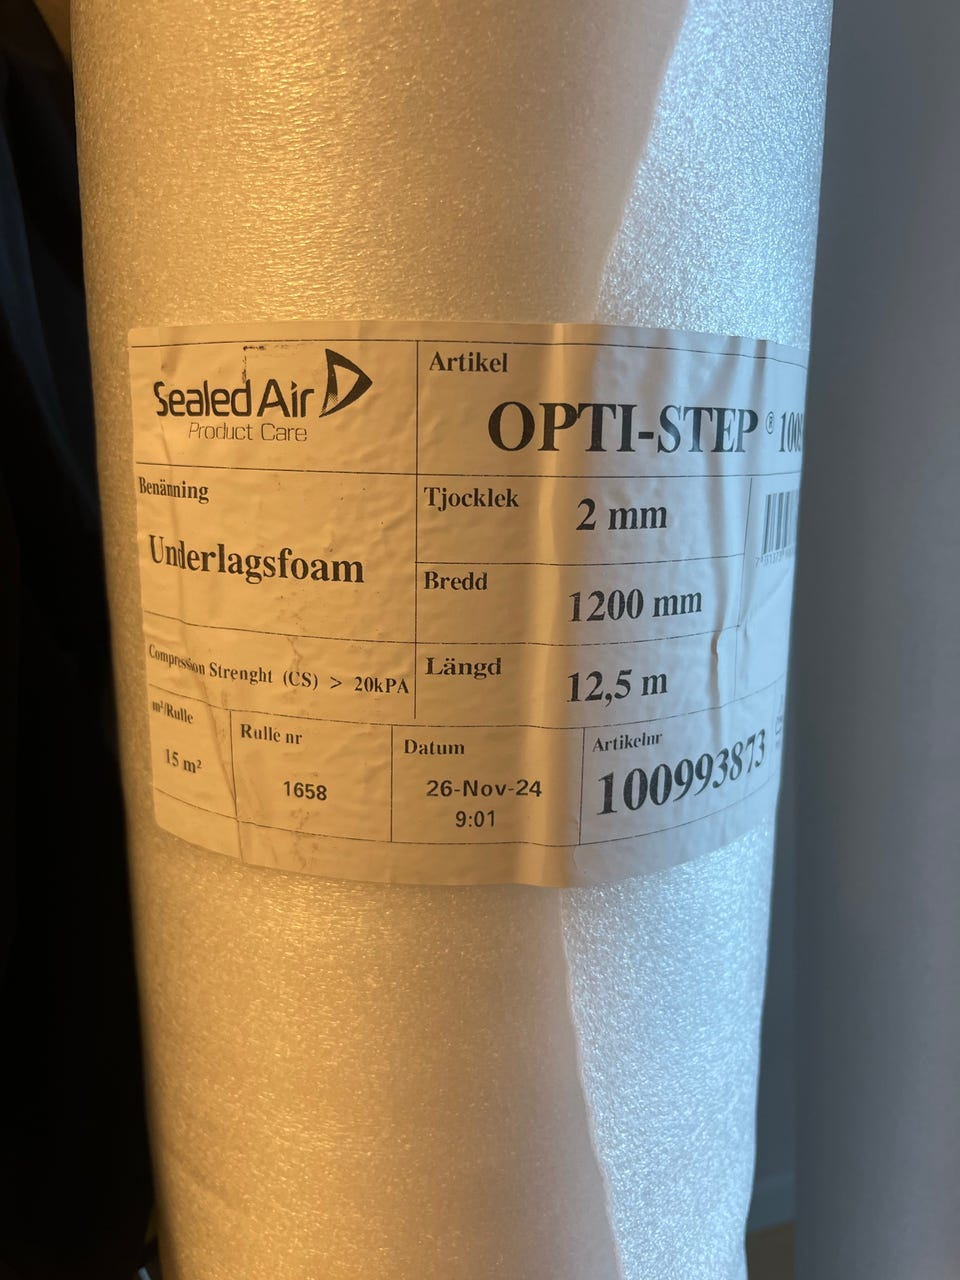 Sealed Air
Product Care
Artikel
OPTI-STEP ®
Benänning
Underlagsfoam
Tjocklek
2 mm
Bredd
1200 mm
Längd
12,5 m
Compression Strenght (CS) > 20kPA
m²/Rulle
15 m²
Rulle nr
1658
Datum
26-Nov-24
9:01
Artikelnr
100993873